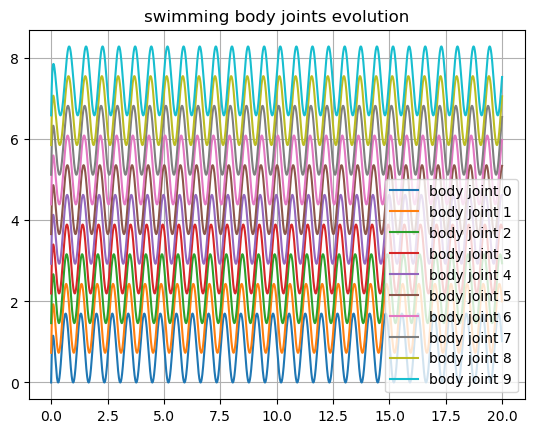 swimming body joints evolution
8
6
4
2
0
body joint 0
body joint 1
body joint 2
body joint 3
body joint 4
body joint 5
body joint 6
body joint 7
body joint 8
body joint 9
0.0 2.5 5.0 7.5 10.0 12.5 15.0 17.5 20.0